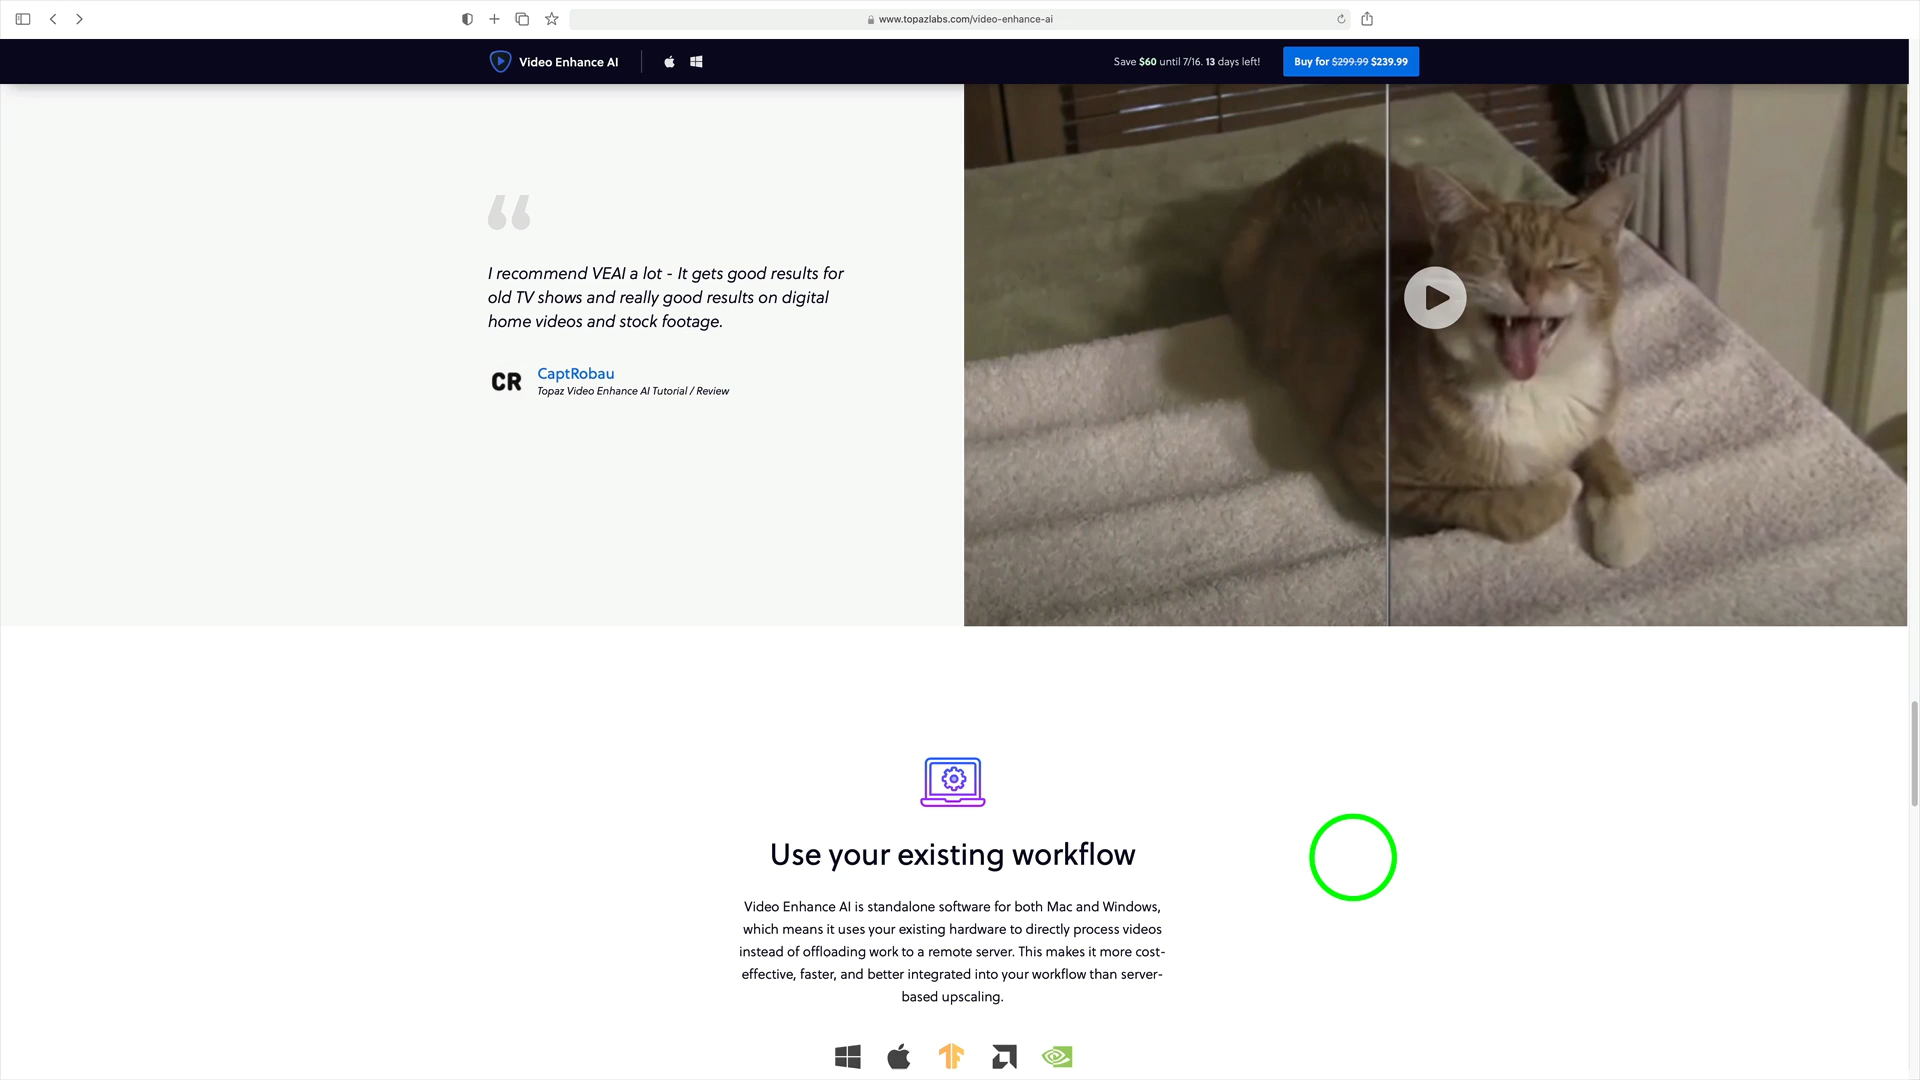 www.topazlabs.com/video-enhance-ai
Video Enhance AI
Save $60 until 7/16. 13 days left!
Buy for $299.99 $239.99
“
I recommend VEAI a lot - It gets good results for
old TV shows and really good results on digital
home videos and stock footage.
CR
CaptRobau
Topaz Video Enhance AI Tutorial / Review
Use your existing workflow
Video Enhance AI is standalone software for both Mac and Windows,
which means it uses your existing hardware to directly process videos
instead of offloading work to a remote server. This makes it more cost-
effective, faster, and better integrated into your workflow than server-
based upscaling.